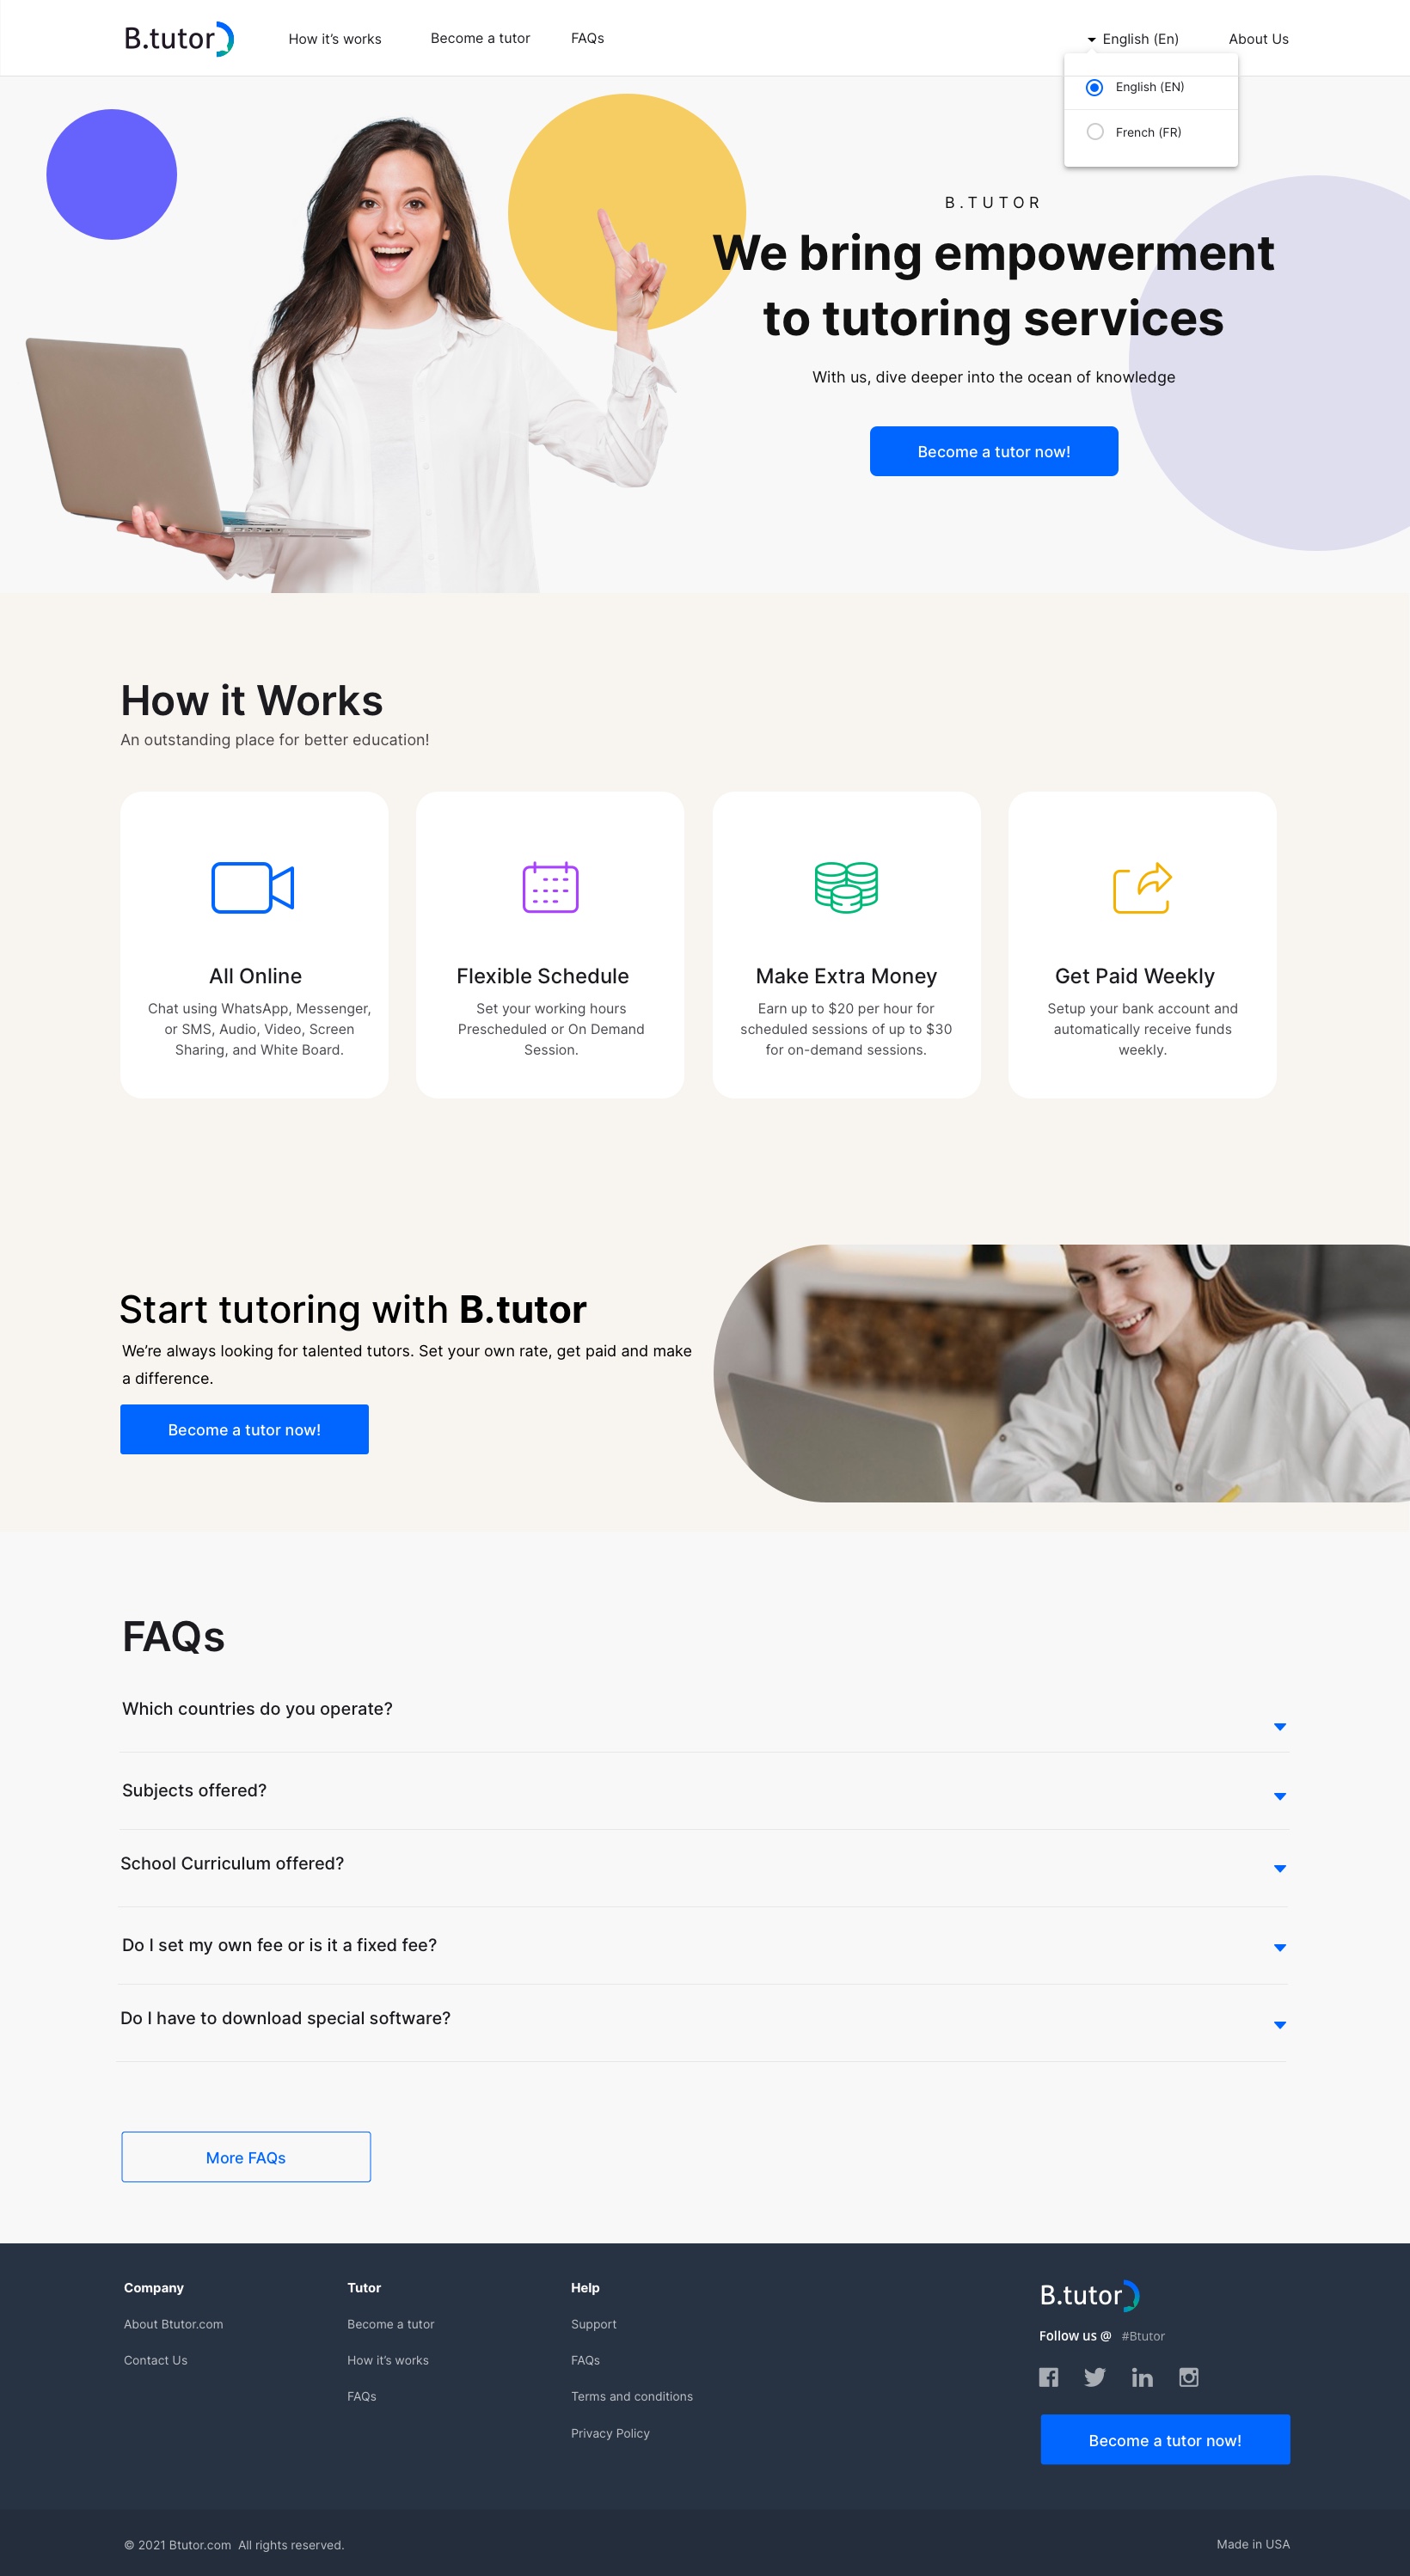 B.tutor
How it’s works
Become a tutor
FAQs
English (En)
About Us
English (EN)
French (FR)
B.TUTOR
We bring empowerment
to tutoring services
With us, dive deeper into the ocean of knowledge
Become a tutor now!
How it Works
An outstanding place for better education!
All Online
Chat using WhatsApp, Messenger,
or SMS, Audio, Video, Screen
Sharing, and White Board.
Flexible Schedule
Set your working hours
Prescheduled or On Demand
Session.
Make Extra Money
Earn up to $20 per hour for
scheduled sessions of up to $30
for on-demand sessions.
Get Paid Weekly
Setup your bank account and
automatically receive funds
weekly.
Start tutoring with B.tutor
We’re always looking for talented tutors. Set your own rate, get paid and make
a difference.
Become a tutor now!
FAQs
Which countries do you operate?
Subjects offered?
School Curriculum offered?
Do I set my own fee or is it a fixed fee?
Do I have to download special software?
More FAQs
Company
About Btutor.com
Contact Us
Tutor
Become a tutor
How it’s works
FAQs
Help
Support
FAQs
Terms and conditions
Privacy Policy
B.tutor
Follow us @ #Btutor
Become a tutor now!
© 2021 Btutor.com All rights reserved.
Made in USA